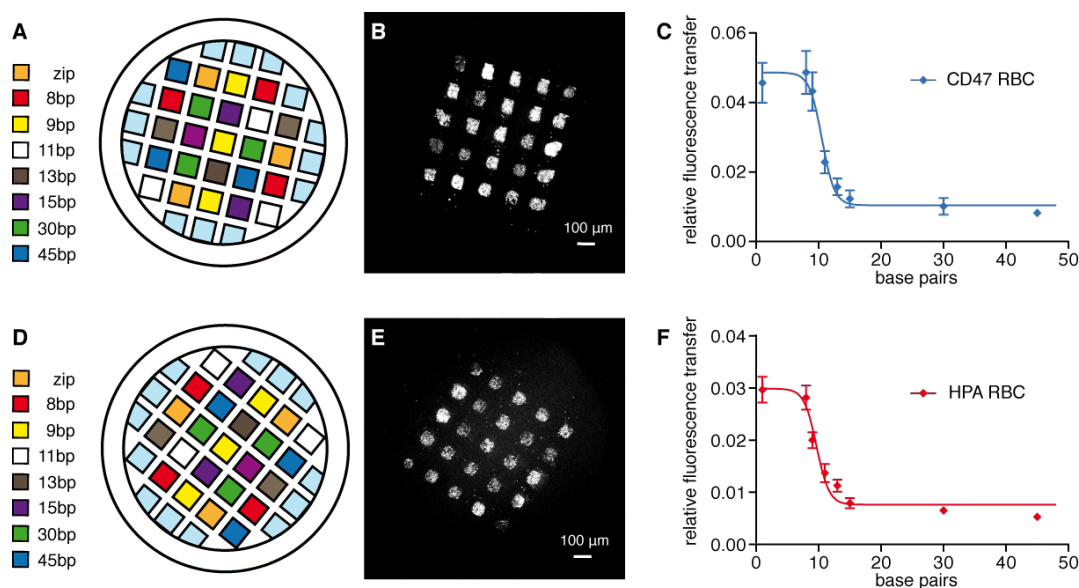 A
zip
8bp
9bp
11bp
13bp
15bp
30bp
45bp
B
100 µm
C
relative fluorescence transfer
0.06
0.04
0.02
0.00
0 10 20 30 40 50
base pairs
CD47 RBC
D
zip
8bp
9bp
11bp
13bp
15bp
30bp
45bp
E
100 µm
F
relative fluorescence transfer
0.04
0.03
0.02
0.01
0.00
0 10 20 30 40 50
base pairs
HPA RBC